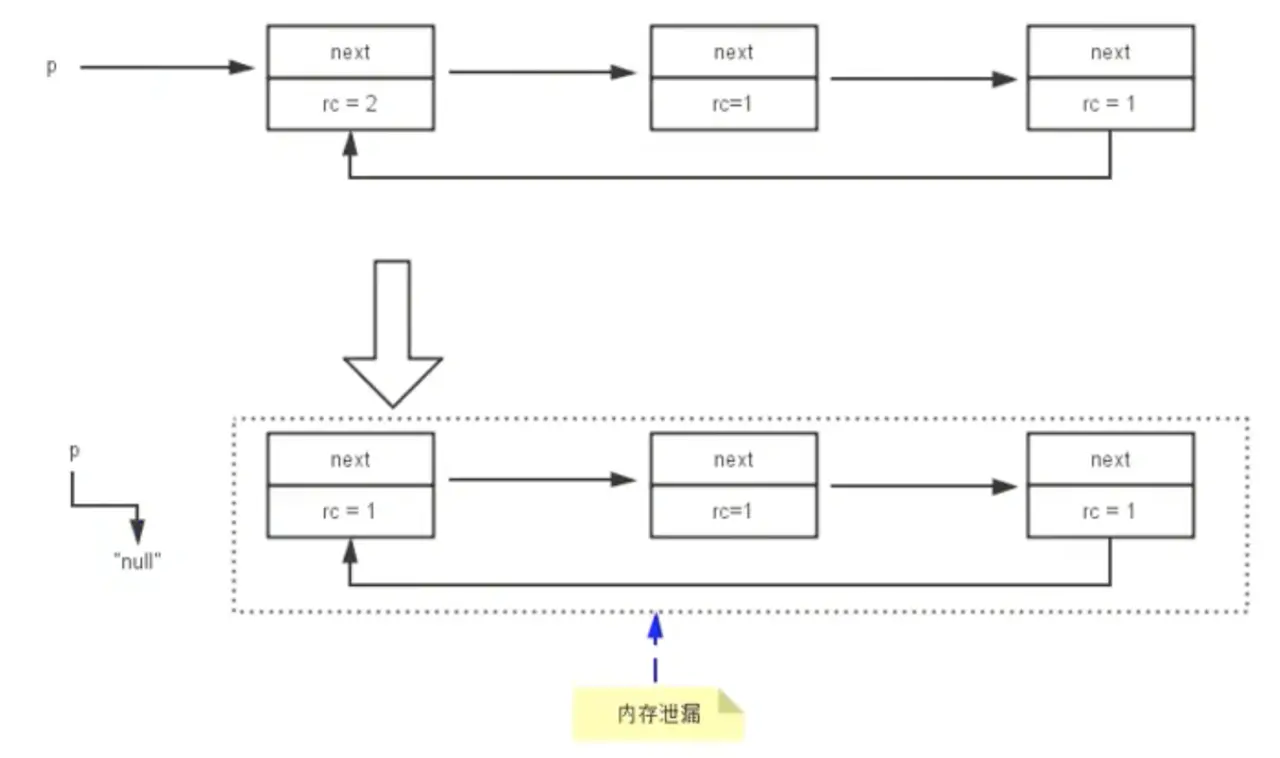 next
next
next
p
rc = 2
rc=1
rc = 1
p
next
next
next
rc = 1
rc=1
rc = 1
"null"
内存泄漏